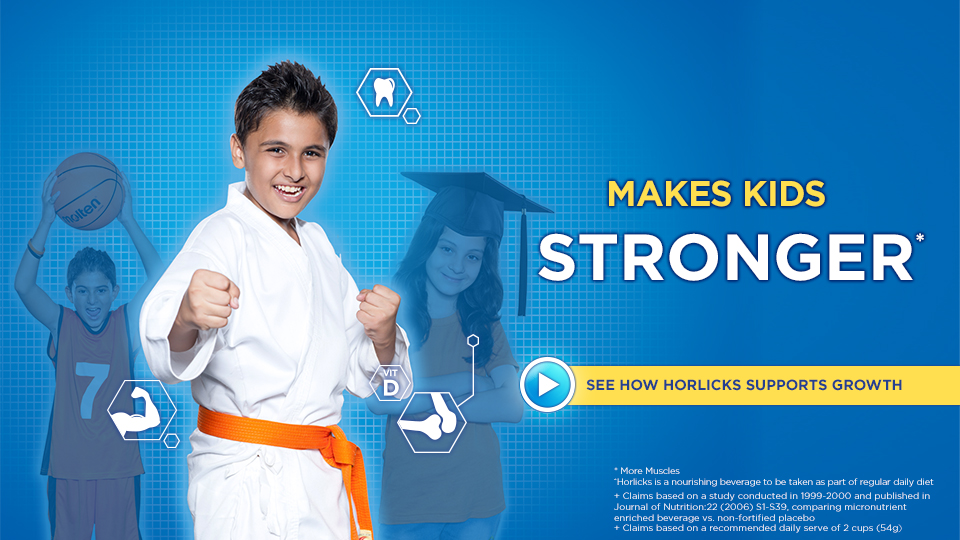 molten
7
VIT
D
MAKES KIDS
STRONGER*
SEE HOW HORLICKS SUPPORTS GROWTH
* More Muscles
*Horlicks is a nourishing beverage to be taken as part of regular daily diet
+ Claims based on a study conducted in 1999-2000 and published in
Journal of Nutrition:22 (2006) S1-S39, comparing micronutrient
enriched beverage vs. non-fortified placebo
+ Claims based on a recommended daily serve of 2 cups (54g)